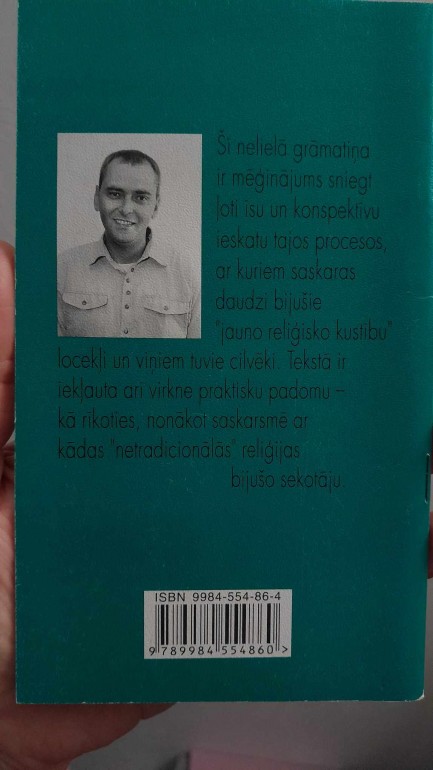 Šī nelielā grāmatiņa
ir mēģinājums sniegt
ļoti īsu un konspektīvu
ieskatu tajos procesos,
ar kuriem saskaras
daudzi bijušie
"jauno reliģisko kustību"
locekļi un viņiem tuvie cilvēki. Tekstā ir
iekļauta arī virkne praktisku padomu –
kā rīkoties, nonākot saskarsmē ar
kādas "netradicionālās" reliģijas
bijušo sekotāju.
ISBN 9984-554-86-4
9 789984 554860 >